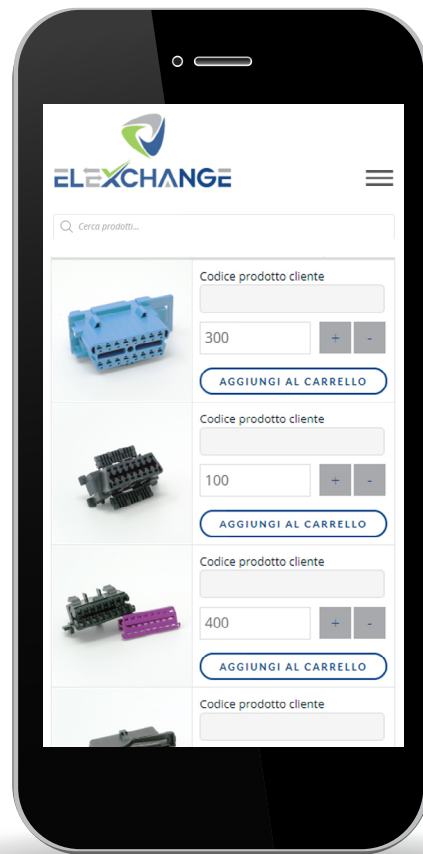 ELEXCHANGE
Cerca prodotti...
Codice prodotto cliente
300
+ -
AGGIUNGI AL CARRELLO
Codice prodotto cliente
100
+ -
AGGIUNGI AL CARRELLO
Codice prodotto cliente
400
+ -
AGGIUNGI AL CARRELLO
Codice prodotto cliente